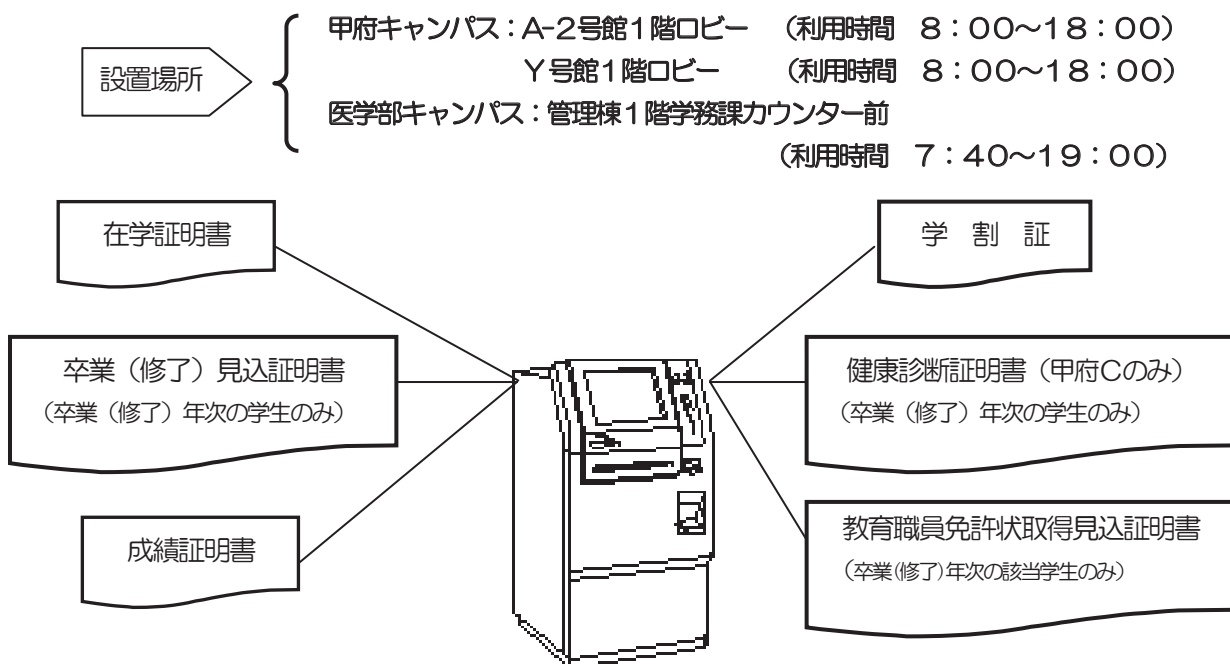 設置場所
甲府キャンパス：A-2号館1階ロビー　（利用時間　8：00～18：00）
Y号館1階ロビー　（利用時間　8：00～18：00）
医学部キャンパス：管理棟1階学務課カウンター前
（利用時間　7：40～19：00）
在学証明書
学　割　証
卒業（修了）見込証明書
（卒業（修了）年次の学生のみ）
健康診断証明書（甲府Cのみ）
（卒業（修了）年次の学生のみ）
成績証明書
教育職員免許状取得見込証明書
（卒業(修了)年次の該当学生のみ）